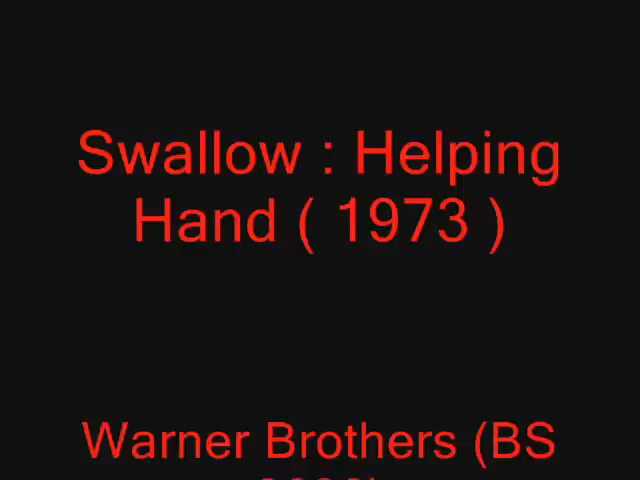 Swallow : Helping
Hand ( 1973 )
Warner Brothers (BS